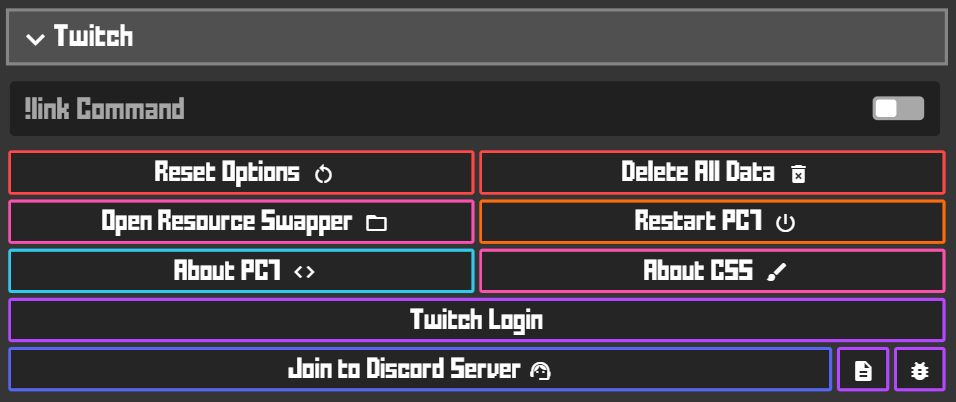 Twitch
!link Command
Reset Options
Delete All Data
Open Resource Swapper
Restart PC7
About PC7
About CSS
Twitch Login
Join to Discord Server